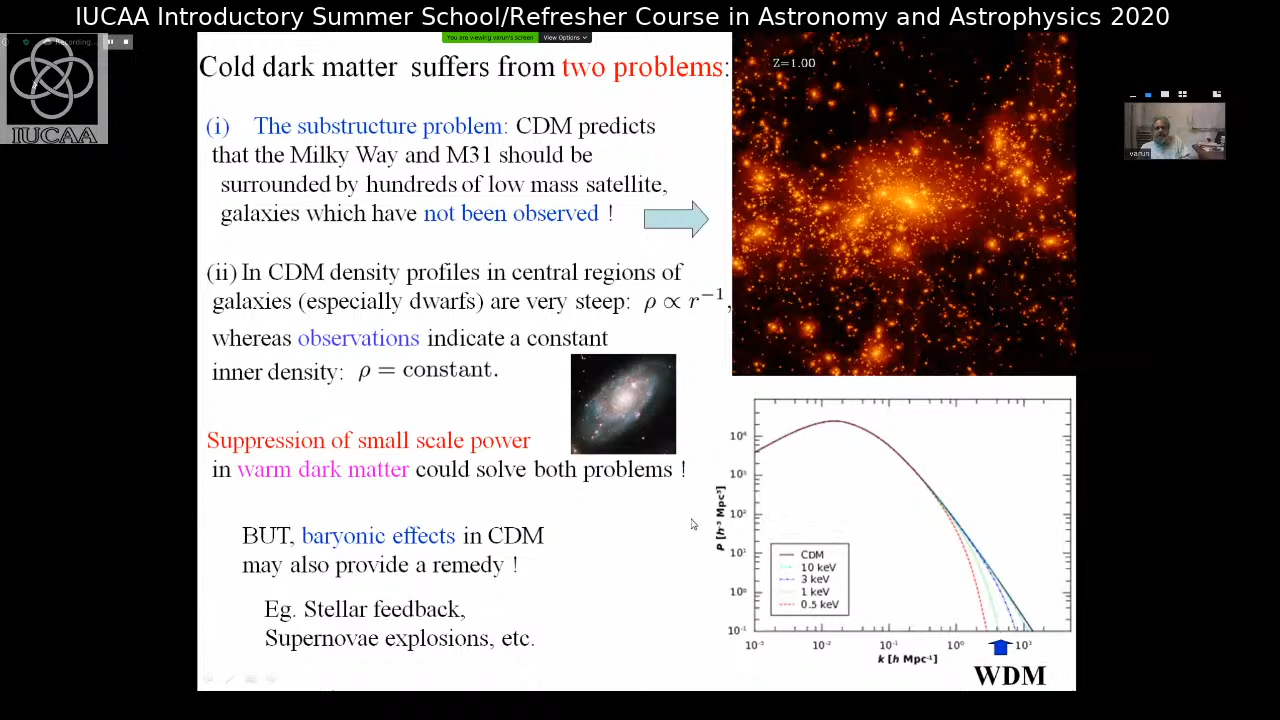 IUCAA Introductory Summer School/Refresher Course in Astronomy and Astrophysics 2020
Recording...
You are viewing varun's screen View Options
IUCAA
Cold dark matter suffers from two problems:
(i) The substructure problem: CDM predicts
that the Milky Way and M31 should be
surrounded by hundreds of low mass satellite,
galaxies which have not been observed !
(ii) In CDM density profiles in central regions of
galaxies (especially dwarfs) are very steep: ρ ∝ r⁻¹,
whereas observations indicate a constant
inner density: ρ = constant.
Suppression of small scale power
in warm dark matter could solve both problems !
BUT, baryonic effects in CDM
may also provide a remedy !
Eg. Stellar feedback,
Supernovae explosions, etc.
Z=1.00
varun
P [h⁻³ Mpc³]
10⁴
10³
10²
10¹
10⁰
10⁻¹
CDM
10 keV
3 keV
1 keV
0.5 keV
10⁻³ 10⁻² 10⁻¹ 10⁰ 10¹
k [h Mpc⁻¹]
WDM